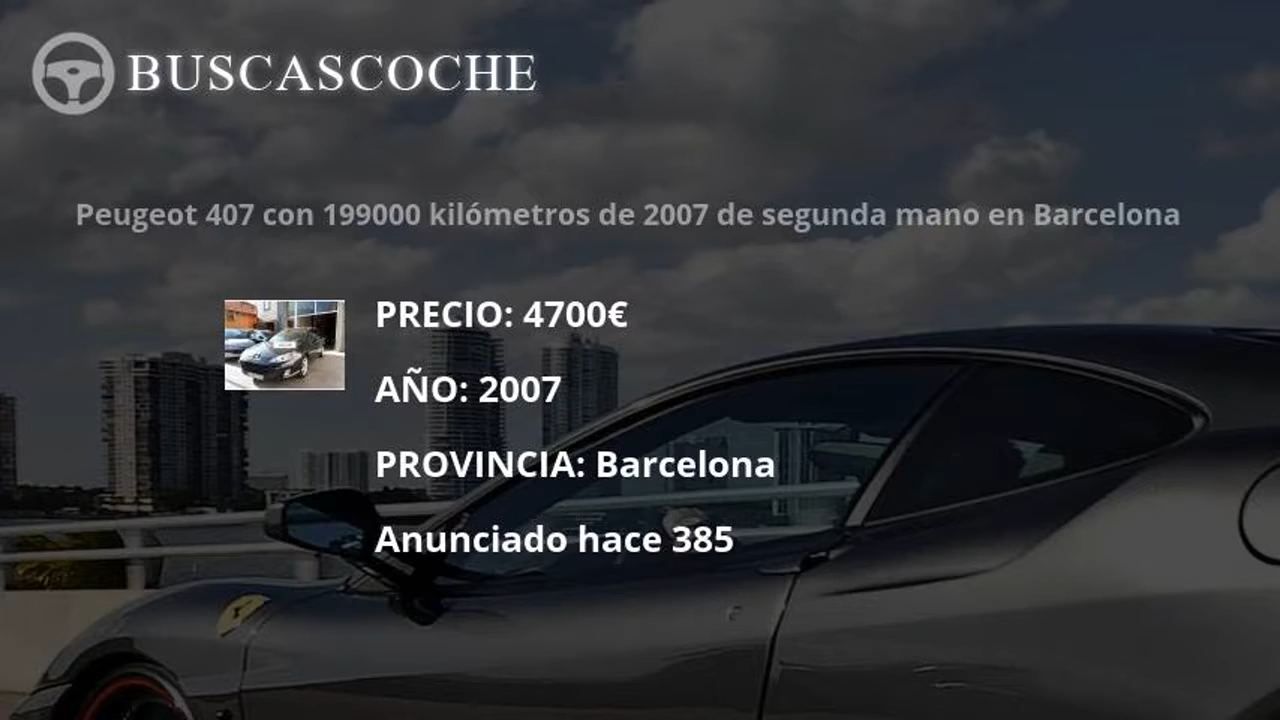 BUSCASCOCHE
Peugeot 407 con 199000 kilómetros de 2007 de segunda mano en Barcelona
PRECIO: 4700€
AÑO: 2007
PROVINCIA: Barcelona
Anunciado hace 385